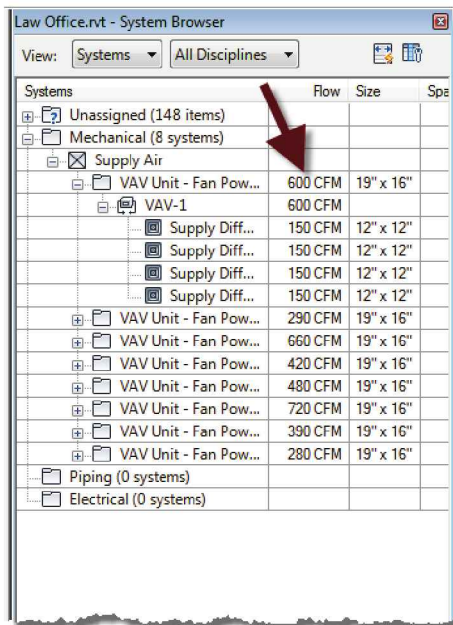 Law Office.rvt - System Browser
View: Systems All Disciplines
Systems Flow Size Spa
Unassigned (148 items)
Mechanical (8 systems)
Supply Air
VAV Unit - Fan Pow... 600 CFM 19" x 16"
VAV-1 600 CFM
Supply Diff... 150 CFM 12" x 12"
Supply Diff... 150 CFM 12" x 12"
Supply Diff... 150 CFM 12" x 12"
Supply Diff... 150 CFM 12" x 12"
VAV Unit - Fan Pow... 290 CFM 19" x 16"
VAV Unit - Fan Pow... 660 CFM 19" x 16"
VAV Unit - Fan Pow... 420 CFM 19" x 16"
VAV Unit - Fan Pow... 480 CFM 19" x 16"
VAV Unit - Fan Pow... 720 CFM 19" x 16"
VAV Unit - Fan Pow... 390 CFM 19" x 16"
VAV Unit - Fan Pow... 280 CFM 19" x 16"
Piping (0 systems)
Electrical (0 systems)